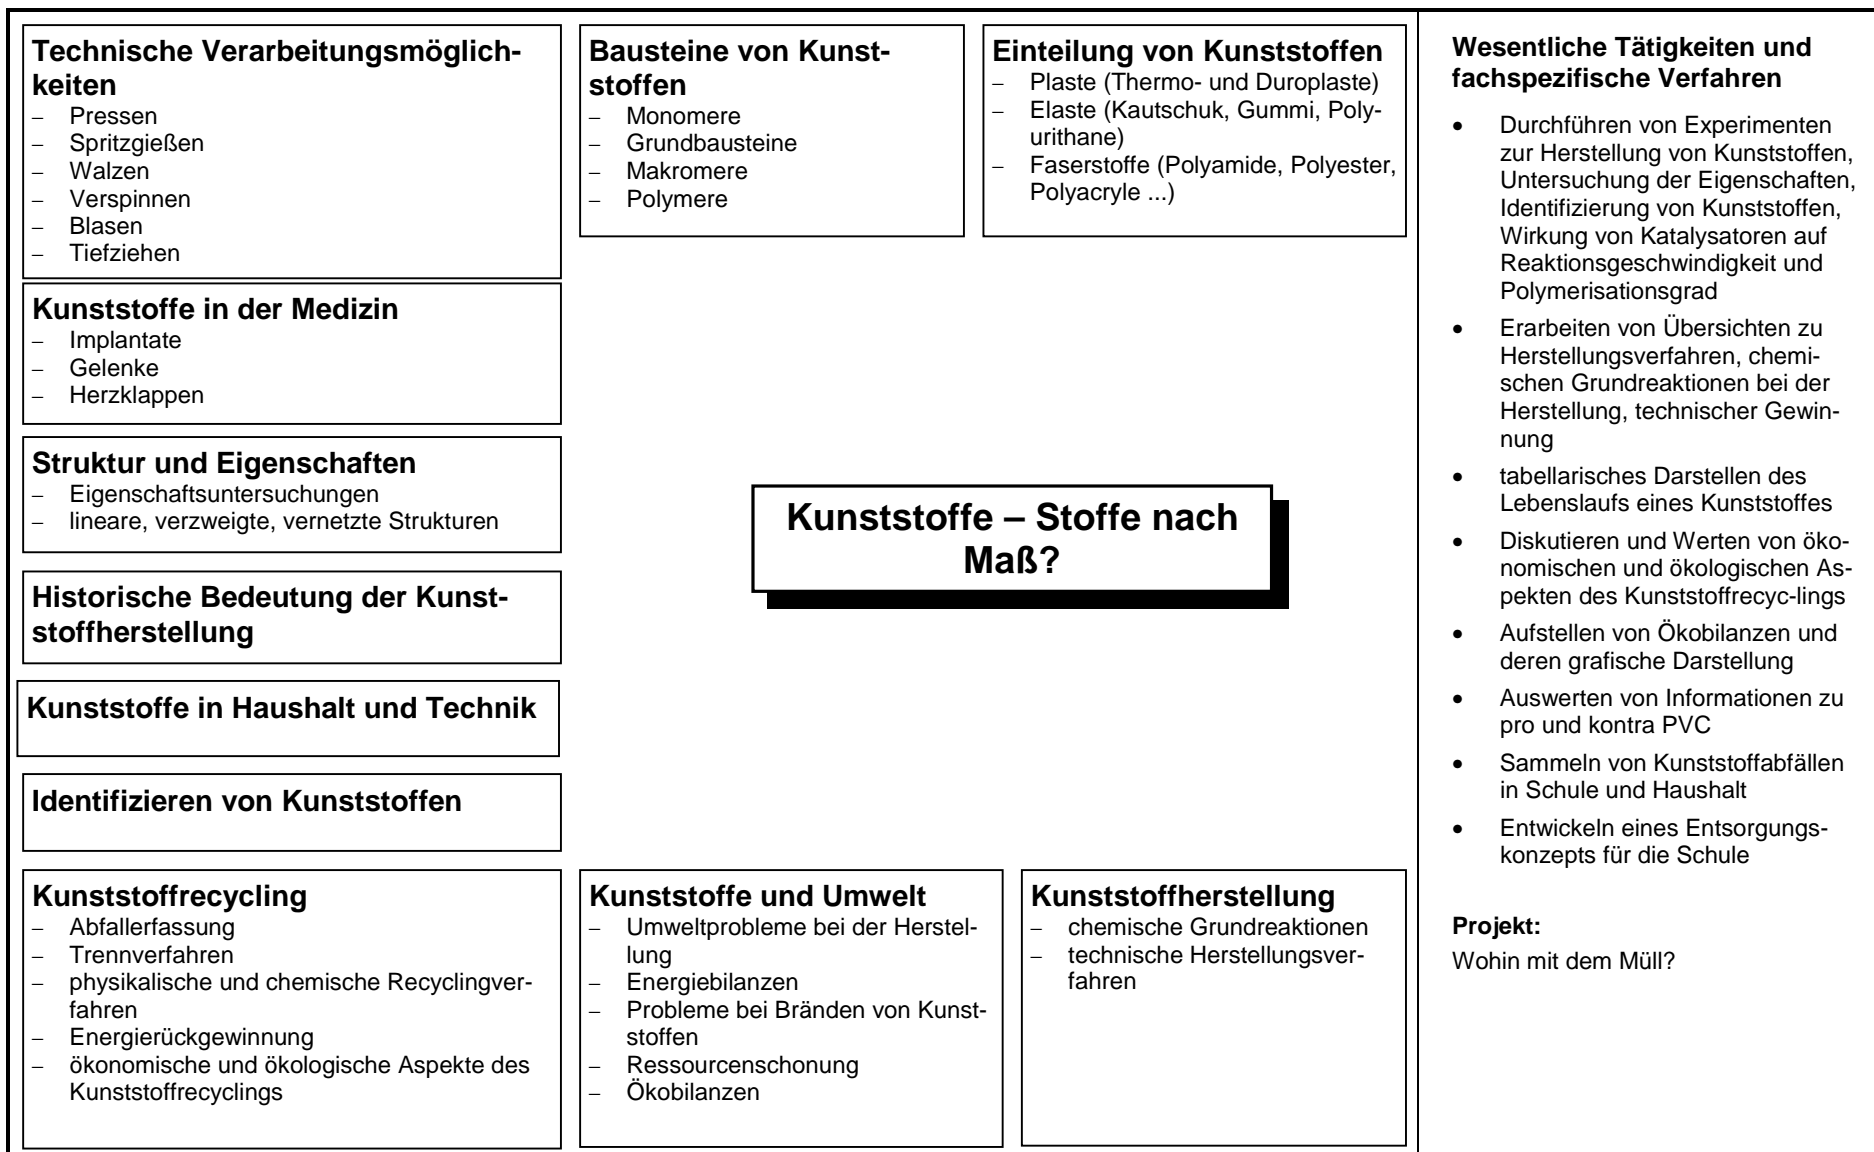 Technische Verarbeitungsmöglich-
keiten
– Pressen
– Spritzgießen
– Walzen
– Verspinnen
– Blasen
– Tiefziehen
Bausteine von Kunst-
stoffen
– Monomere
– Grundbausteine
– Makromere
– Polymere
Einteilung von Kunststoffen
– Plaste (Thermo- und Duroplaste)
– Elaste (Kautschuk, Gummi, Poly-
urithane)
– Faserstoffe (Polyamide, Polyester,
Polyacryle ...)
Kunststoffe in der Medizin
– Implantate
– Gelenke
– Herzklappen
Struktur und Eigenschaften
– Eigenschaftsuntersuchungen
– lineare, verzweigte, vernetzte Strukturen
Kunststoffe – Stoffe nach
Maß?
Historische Bedeutung der Kunst-
stoffherstellung
Kunststoffe in Haushalt und Technik
Identifizieren von Kunststoffen
Kunststoffrecycling
– Abfallerfassung
– Trennverfahren
– physikalische und chemische Recyclingver-
fahren
– Energierückgewinnung
– ökonomische und ökologische Aspekte des
Kunststoffrecyclings
Kunststoffe und Umwelt
– Umweltprobleme bei der Herstel-
lung
– Energiebilanzen
– Probleme bei Bränden von Kunst-
stoffen
– Ressourcenschonung
– Ökobilanzen
Kunststoffherstellung
– chemische Grundreaktionen
– technische Herstellungsver-
fahren
Wesentliche Tätigkeiten und
fachspezifische Verfahren
• Durchführen von Experimenten
zur Herstellung von Kunststoffen,
Untersuchung der Eigenschaften,
Identifizierung von Kunststoffen,
Wirkung von Katalysatoren auf
Reaktionsgeschwindigkeit und
Polymerisationsgrad
• Erarbeiten von Übersichten zu
Herstellungsverfahren, chemi-
schen Grundreaktionen bei der
Herstellung, technischer Gewin-
nung
• tabellarisches Darstellen des
Lebenslaufs eines Kunststoffes
• Diskutieren und Werten von öko-
nomischen und ökologischen As-
pekten des Kunststoffrecyc-lings
• Aufstellen von Ökobilanzen und
deren grafische Darstellung
• Auswerten von Informationen zu
pro und kontra PVC
• Sammeln von Kunststoffabfällen
in Schule und Haushalt
• Entwickeln eines Entsorgungs-
konzepts für die Schule
Projekt:
Wohin mit dem Müll?